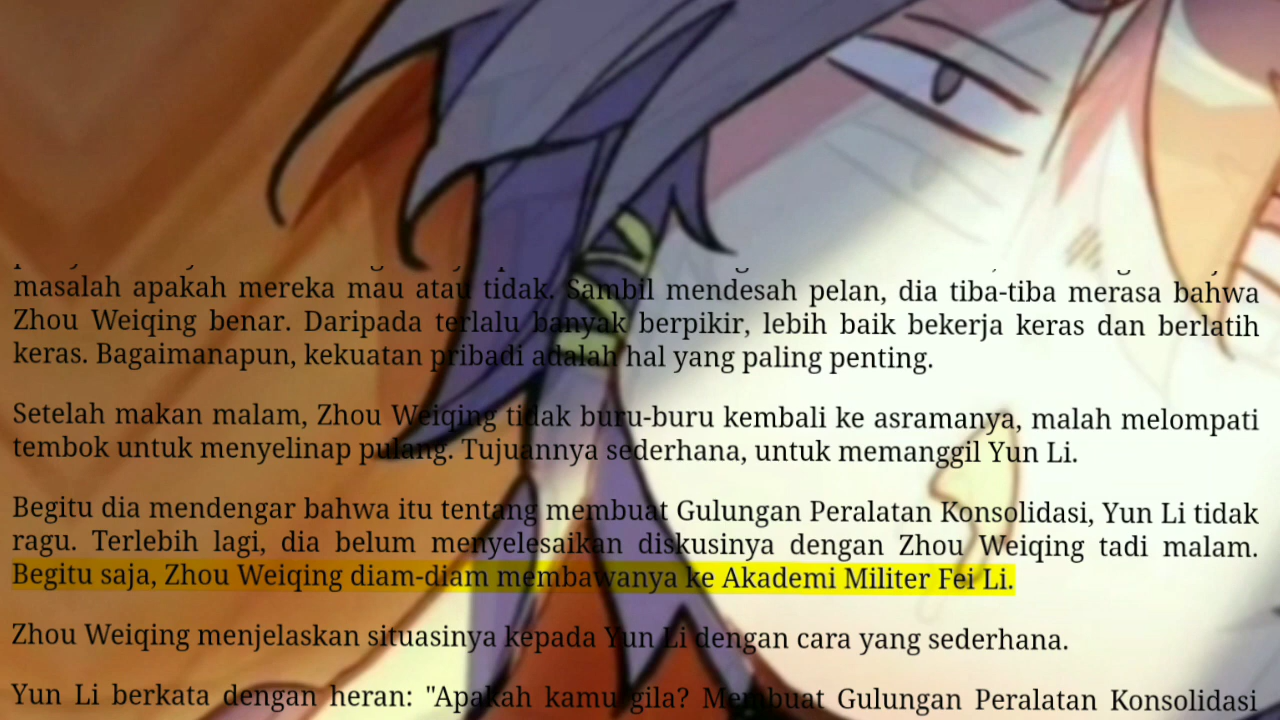 masalah apakah mereka mau atau tidak. Sambil mendesah pelan, dia tiba-tiba merasa bahwa
Zhou Weiqing benar. Daripada terlalu banyak berpikir, lebih baik bekerja keras dan berlatih
keras. Bagaimanapun, kekuatan pribadi adalah hal yang paling penting.
Setelah makan malam, Zhou Weiqing tidak buru-buru kembali ke asramanya, malah melompati
tembok untuk menyelinap pulang. Tujuannya sederhana, untuk memanggil Yun Li.
Begitu dia mendengar bahwa itu tentang membuat Gulungan Peralatan Konsolidasi, Yun Li tidak
ragu. Terlebih lagi, dia belum menyelesaikan diskusinya dengan Zhou Weiqing tadi malam.
Begitu saja, Zhou Weiqing diam-diam membawanya ke Akademi Militer Fei Li.
Zhou Weiqing menjelaskan situasinya kepada Yun Li dengan cara yang sederhana.
Yun Li berkata dengan heran: "Apakah kamu gila? Membuat Gulungan Peralatan Konsolidasi